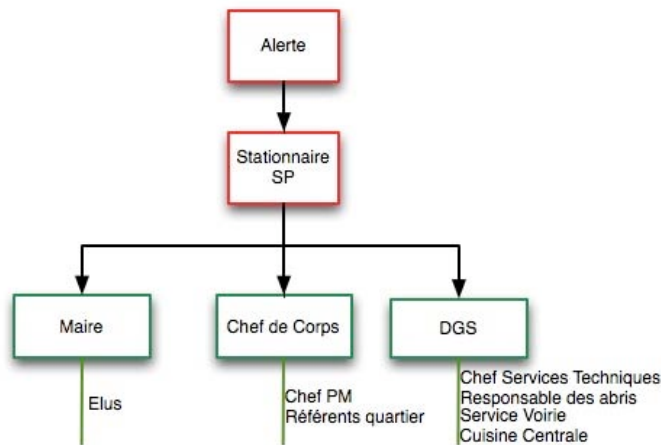 Alerte
Stationnaire
SP
Maire
Chef de Corps
DGS
Elus
Chef PM
Référents quartier
Chef Services Techniques
Responsable des abris
Service Voirie
Cuisine Centrale